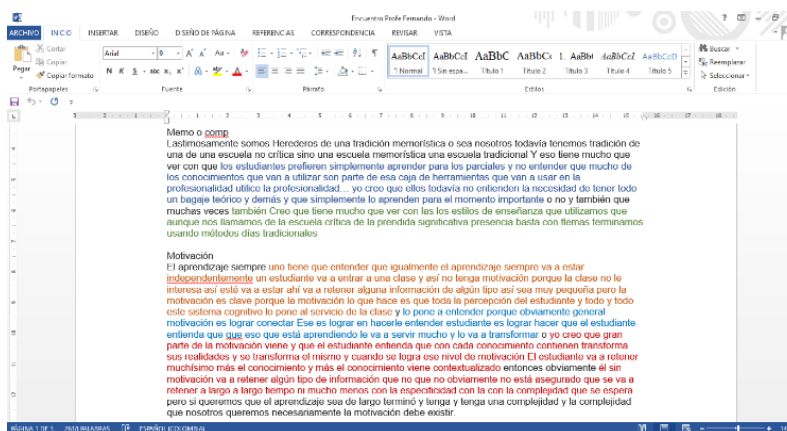 Encuentro Profe Fernando - Word
ARCHIVO INICIO INSERTAR DISEÑO DISEÑO DE PÁGINA REFERENCIAS CORRESPONDENCIA REVISAR VISTA
Cortar
Copiar
Copiar formato
Pegar
Arial 9
N K S abc
AaBbCcI AaBbCcI AaBbC AaBbCc 1. AaBbI AaBbCcI AaBbCcD
¶ Normal ¶ Sin espa... Título 1 Título 2 Título 3 Título 4 Título 5
Buscar
Reemplazar
Seleccionar
Portapapeles Fuente Párrafo Estilos Edición
Memo o comp
Lastimosamente somos Herederos de una tradición memorística o sea nosotros todavía tenemos tradición de
una de una escuela no crítica sino una escuela memorística una escuela tradicional Y eso tiene mucho que
ver con que los estudiantes prefieren simplemente aprender para los parciales y no entender que mucho de
los conocimientos que van a utilizar son parte de esa caja de herramientas que van a usar en la
profesionalidad utilice la profesionalidad… yo creo que ellos todavía no entienden la necesidad de tener todo
un bagaje teórico y demás y que simplemente lo aprenden para el momento importante o no y también que
muchas veces también Creo que tiene mucho que ver con las los estilos de enseñanza que utilizamos que
aunque nos llamamos de la escuela crítica de la prendida significativa presencia basta con flemas terminamos
usando métodos días tradicionales
Motivación
El aprendizaje siempre uno tiene que entender que igualmente el aprendizaje siempre va a estar
independentemente un estudiante va a entrar a una clase y así no tenga motivación porque la clase no le
interesa así esté va a estar ahí va a retener alguna información de algún tipo así sea muy pequeña pero la
motivación es clave porque la motivación lo que hace es que toda la percepción del estudiante y todo y todo
este sistema cognitivo lo pone al servicio de la clase y lo pone a entender porque obviamente general
motivación es lograr conectar Ese es lograr en hacerle entender estudiante es lograr hacer que el estudiante
entienda que que eso que está aprendiendo le va a servir mucho y lo va a transformar o yo creo que gran
parte de la motivación viene y que el estudiante entienda que con cada conocimiento contienen transforma
sus realidades y se transforma el mismo y cuando se logra ese nivel de motivación El estudiante va a retener
muchísimo más el conocimiento y más el conocimiento viene contextualizado entonces obviamente él sin
motivación va a retener algún tipo de información que no que no obviamente no está asegurado que se va a
retener a largo a largo tiempo ni mucho menos con la especificidad con la con la complejidad que se espera
pero si queremos que el aprendizaje sea de largo terminó y tenga y tenga una complejidad y la complejidad
que nosotros queremos necesariamente la motivación debe existir.
PÁGINA 1 DE 5 2618 PALABRAS ESPAÑOL (COLOMBIA)